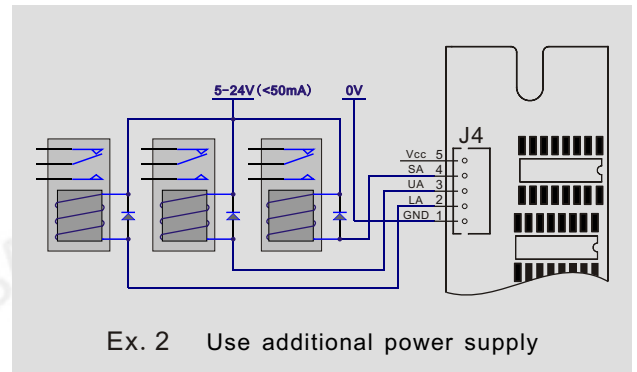 5-24V(<50mA) 0V
J4
Vcc 5
SA 4
UA 3
LA 2
GND 1
Ex. 2 Use additional power supply